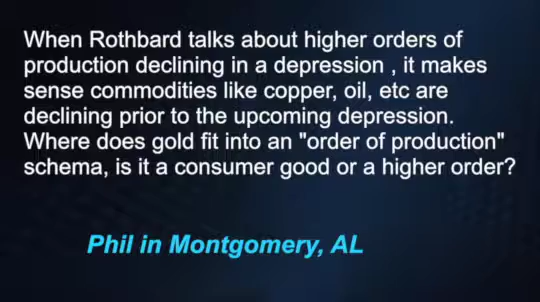 When Rothbard talks about higher orders of
production declining in a depression , it makes
sense commodities like copper, oil, etc are
declining prior to the upcoming depression.
Where does gold fit into an "order of production"
schema, is it a consumer good or a higher order?
Phil in Montgomery, AL